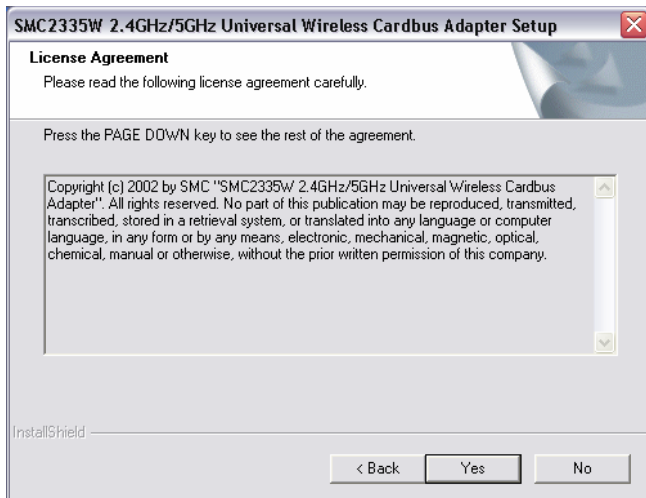 SMC2335W 2.4GHz/5GHz Universal Wireless Cardbus Adapter Setup
License Agreement
Please read the following license agreement carefully.
Press the PAGE DOWN key to see the rest of the agreement.
Copyright (c) 2002 by SMC "SMC2335W 2.4GHz/5GHz Universal Wireless Cardbus
Adapter". All rights reserved. No part of this publication may be reproduced, transmitted,
transcribed, stored in a retrieval system, or translated into any language or computer
language, in any form or by any means, electronic, mechanical, magnetic, optical,
chemical, manual or otherwise, without the prior written permission of this company.
InstallShield
< Back
Yes
No